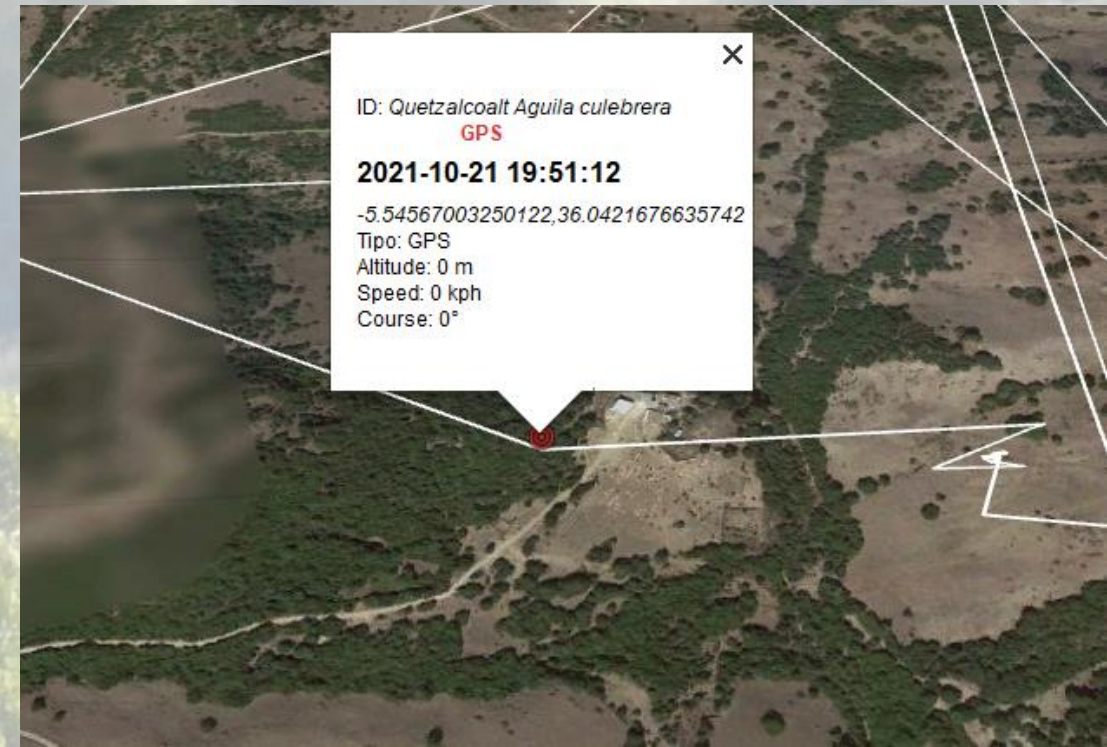 ID: Quetzalcoalt Aguila culebrera
GPS
2021-10-21 19:51:12
-5.54567003250122,36.0421676635742
Tipo: GPS
Altitude: 0 m
Speed: 0 kph
Course: 0°